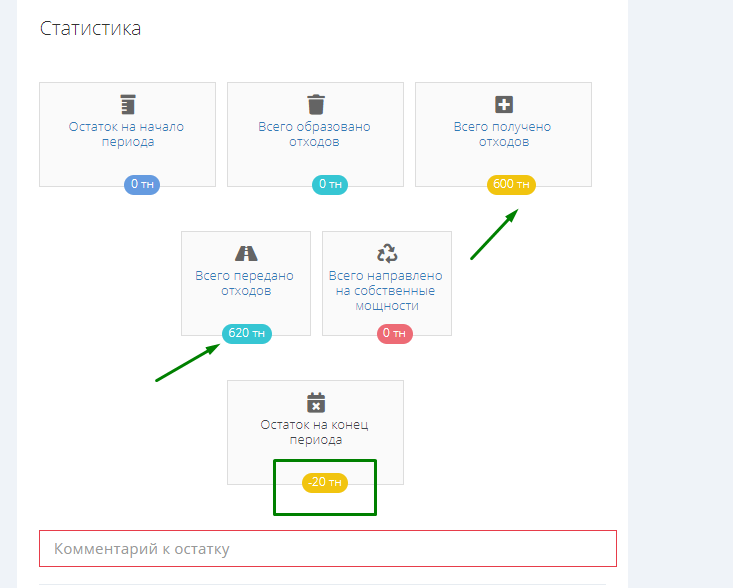 Статистика
Остаток на начало
периода
0 тн
Всего образовано
отходов
0 тн
Всего получено
отходов
600 тн
Всего передано
отходов
620 тн
Всего направлено
на собственные
мощности
0 тн
Остаток на конец
периода
-20 тн
Комментарий к остатку